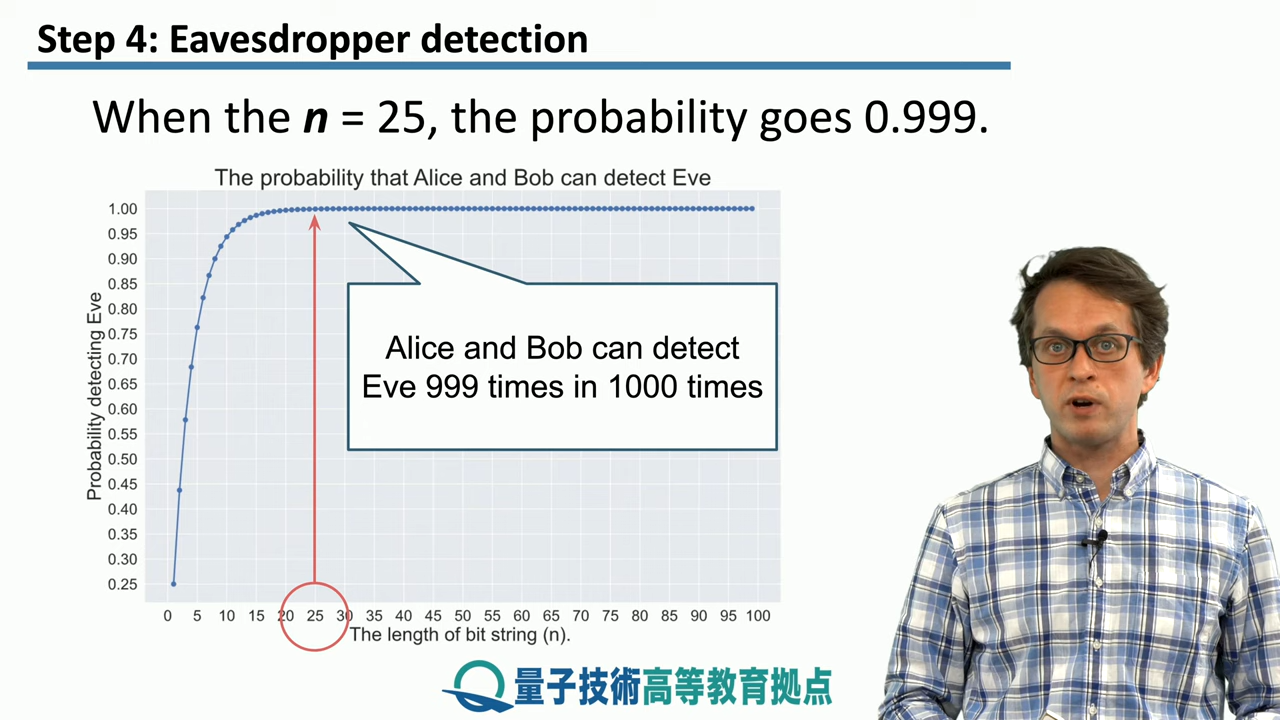 Step 4: Eavesdropper detection
When the n = 25, the probability goes 0.999.
The probability that Alice and Bob can detect Eve
Probability detecting Eve
1.00
0.95
0.90
0.85
0.80
0.75
0.70
0.65
0.60
0.55
0.50
0.45
0.40
0.35
0.30
0.25
Alice and Bob can detect
Eve 999 times in 1000 times
0 5 10 15 20 25 30 35 40 45 50 55 60 65 70 75 80 85 90 95 100
The length of bit string (n).
量子技術高等教育拠点